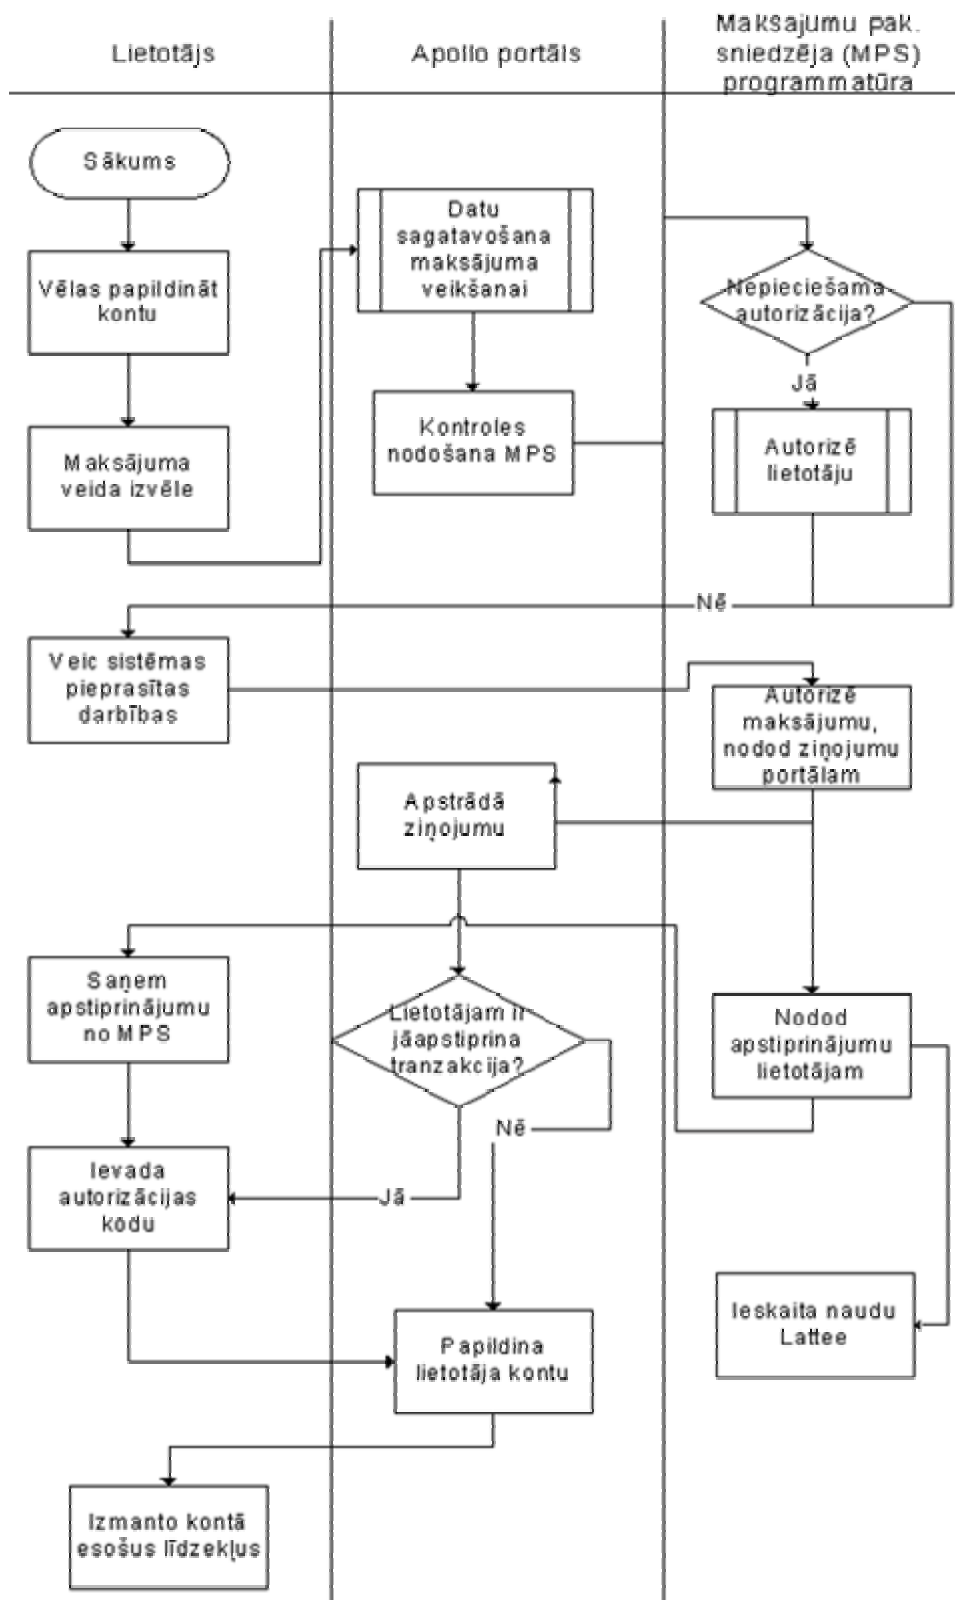 Lietotājs
Apollo portāls
Maksājumu pak.
sniedzēja (MPS)
programmatūra
Sākums
Vēlas papildināt
kontu
Maksājuma
veida izvēle
Datu
sagatavošana
maksājuma
veikšanai
Kontroles
nodošana MPS
Nepieciešama
autorizācija?
Jā
Autorizē
lietotāju
Nē
Veic sistēmas
pieprasītas
darbības
Autorizē
maksājumu,
nodod ziņojumu
portālam
Apstrādā
ziņojumu
Saņem
apstiprinājumu
no MPS
Lietotājam ir
jāapstiprina
tranzakcija?
Nodod
apstiprinājumu
lietotājam
Nē
Jā
Ievada
autorizācijas
kodu
Ieskaita naudu
Lattee
Papildina
lietotāja kontu
Izmanto kontā
esošus līdzekļus